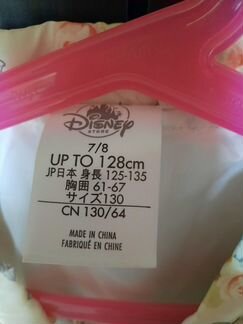 Disney
STORE
7/8
UP TO 128cm
JP日本 身長 125-135
胸囲 61-67
サイズ130
CN 130/64
MADE IN CHINA
FABRIQUÉ EN CHINE